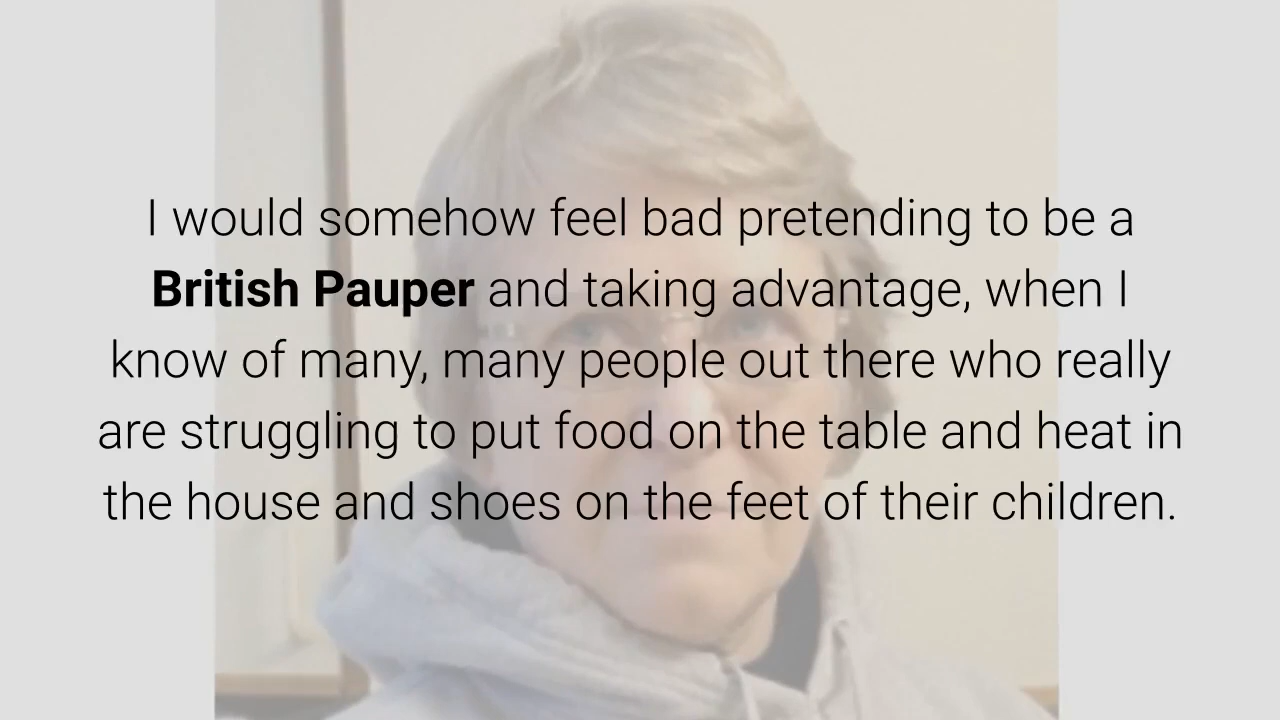 I would somehow feel bad pretending to be a
British Pauper and taking advantage, when I
know of many, many people out there who really
are struggling to put food on the table and heat in
the house and shoes on the feet of their children.